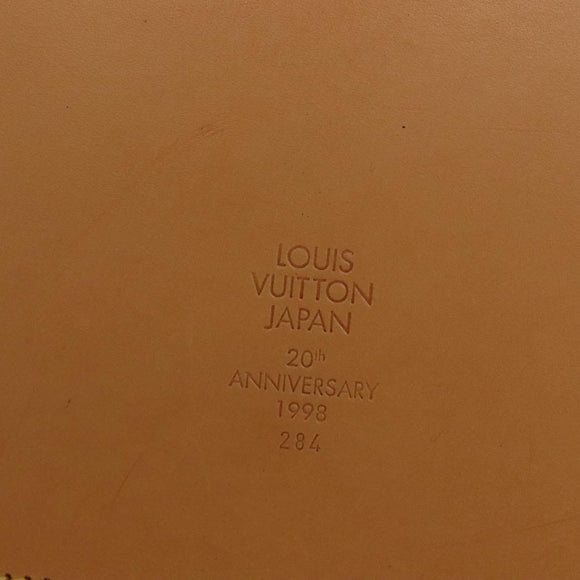 LOUIS
VUITTON
JAPAN
20th
ANNIVERSARY
1998
284